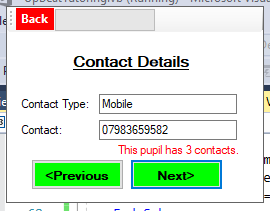 Back
Contact Details
Contact Type: Mobile
Contact: 07983659582
This pupil has 3 contacts.
<Previous Next>